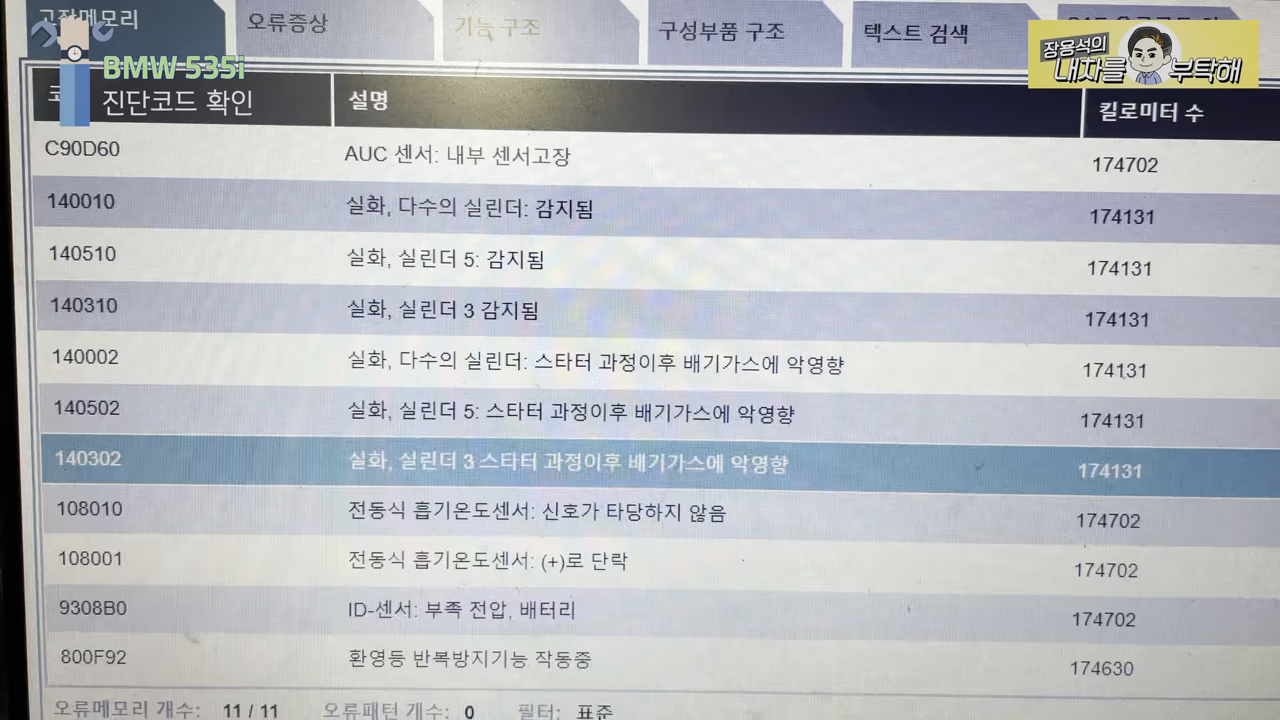 고장메모리 오류증상 기능 구조 구성부품 구조 텍스트 검색
장용석의
내차를 부탁해
BMW 535i
진단코드 확인
설명 킬로미터 수
C90D60 AUC 센서: 내부 센서고장 174702
140010 실화, 다수의 실린더: 감지됨 174131
140510 실화, 실린더 5: 감지됨 174131
140310 실화, 실린더 3 감지됨 174131
140002 실화, 다수의 실린더: 스타터 과정이후 배기가스에 악영향 174131
140502 실화, 실린더 5: 스타터 과정이후 배기가스에 악영향 174131
140302 실화, 실린더 3 스타터 과정이후 배기가스에 악영향 174131
108010 전동식 흡기온도센서: 신호가 타당하지 않음 174702
108001 전동식 흡기온도센서: (+)로 단락 174702
9308B0 ID-센서: 부족 전압, 배터리 174702
800F92 환영등 반복방지기능 작동중 174630
오류메모리 개수: 11 / 11 오류패턴 개수: 0 필터: 표준